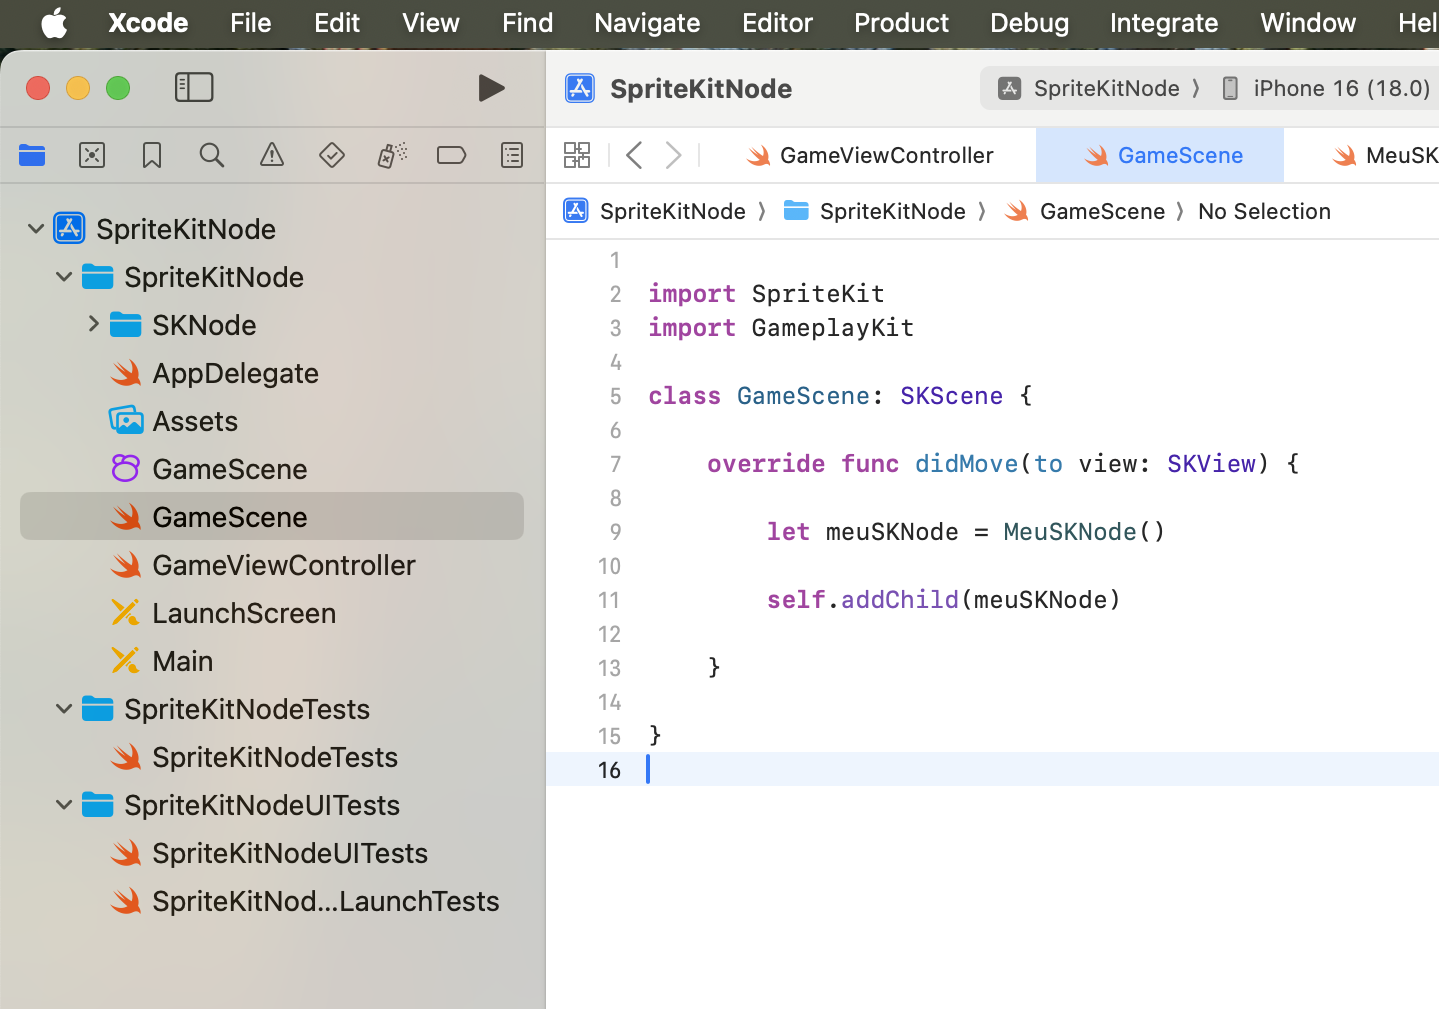 Xcode File Edit View Find Navigate Editor Product Debug Integrate Window Hel
SpriteKitNode SpriteKitNode 〉 iPhone 16 (18.0)
GameViewController GameScene MeuSK
SpriteKitNode 〉 SpriteKitNode 〉 GameScene 〉 No Selection
SpriteKitNode
SpriteKitNode
SKNode
AppDelegate
Assets
GameScene
GameScene
GameViewController
LaunchScreen
Main
SpriteKitNodeTests
SpriteKitNodeTests
SpriteKitNodeUITests
SpriteKitNodeUITests
SpriteKitNod...LaunchTests
1
2 import SpriteKit
3 import GameplayKit
4
5 class GameScene: SKScene {
6
7 override func didMove(to view: SKView) {
8
9 let meuSKNode = MeuSKNode()
10
11 self.addChild(meuSKNode)
12
13 }
14
15 }
16